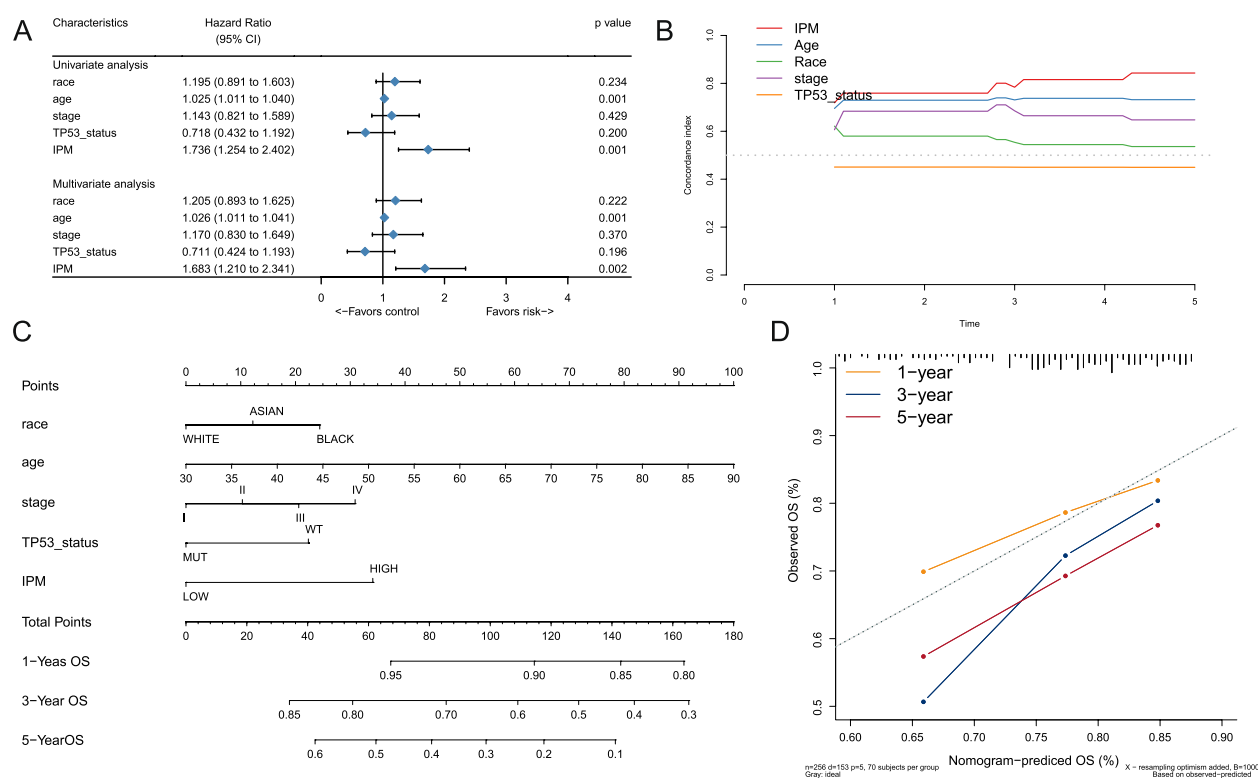 A
Characteristics Hazard Ratio p value
(95% CI)
Univariate analysis
race 1.195 (0.891 to 1.603) 0.234
age 1.025 (1.011 to 1.040) 0.001
stage 1.143 (0.821 to 1.589) 0.429
TP53_status 0.718 (0.432 to 1.192) 0.200
IPM 1.736 (1.254 to 2.402) 0.001
Multivariate analysis
race 1.205 (0.893 to 1.625) 0.222
age 1.026 (1.011 to 1.041) 0.001
stage 1.170 (0.830 to 1.649) 0.370
TP53_status 0.711 (0.424 to 1.193) 0.196
IPM 1.683 (1.210 to 2.341) 0.002
0 1 2 3 4
<−Favors control Favors risk−>
B
IPM
Age
Race
stage
TP53_status
Concordance index
1.0
0.8
0.6
0.4
0.2
0.0
0 1 2 3 4 5
Time
C
Points 0 10 20 30 40 50 60 70 80 90 100
race
ASIAN
WHITE BLACK
age
30 35 40 45 50 55 60 65 70 75 80 85 90
stage
II IV
I III
TP53_status
WT
MUT
IPM
HIGH
LOW
Total Points
0 20 40 60 80 100 120 140 160 180
1−Yeas OS
0.95 0.90 0.85 0.80
3−Year OS
0.85 0.80 0.70 0.6 0.5 0.4 0.3
5−YearOS
0.6 0.5 0.4 0.3 0.2 0.1
D
1−year
3−year
5−year
Observed OS (%)
1.0
0.9
0.8
0.7
0.6
0.5
0.60 0.65 0.70 0.75 0.80 0.85 0.90
Nomogram−prediced OS (%)
n=256 d=153 p=5, 70 subjects per group
Gray: ideal
X − resampling optimism added, B=1000
Based on observed−predicted